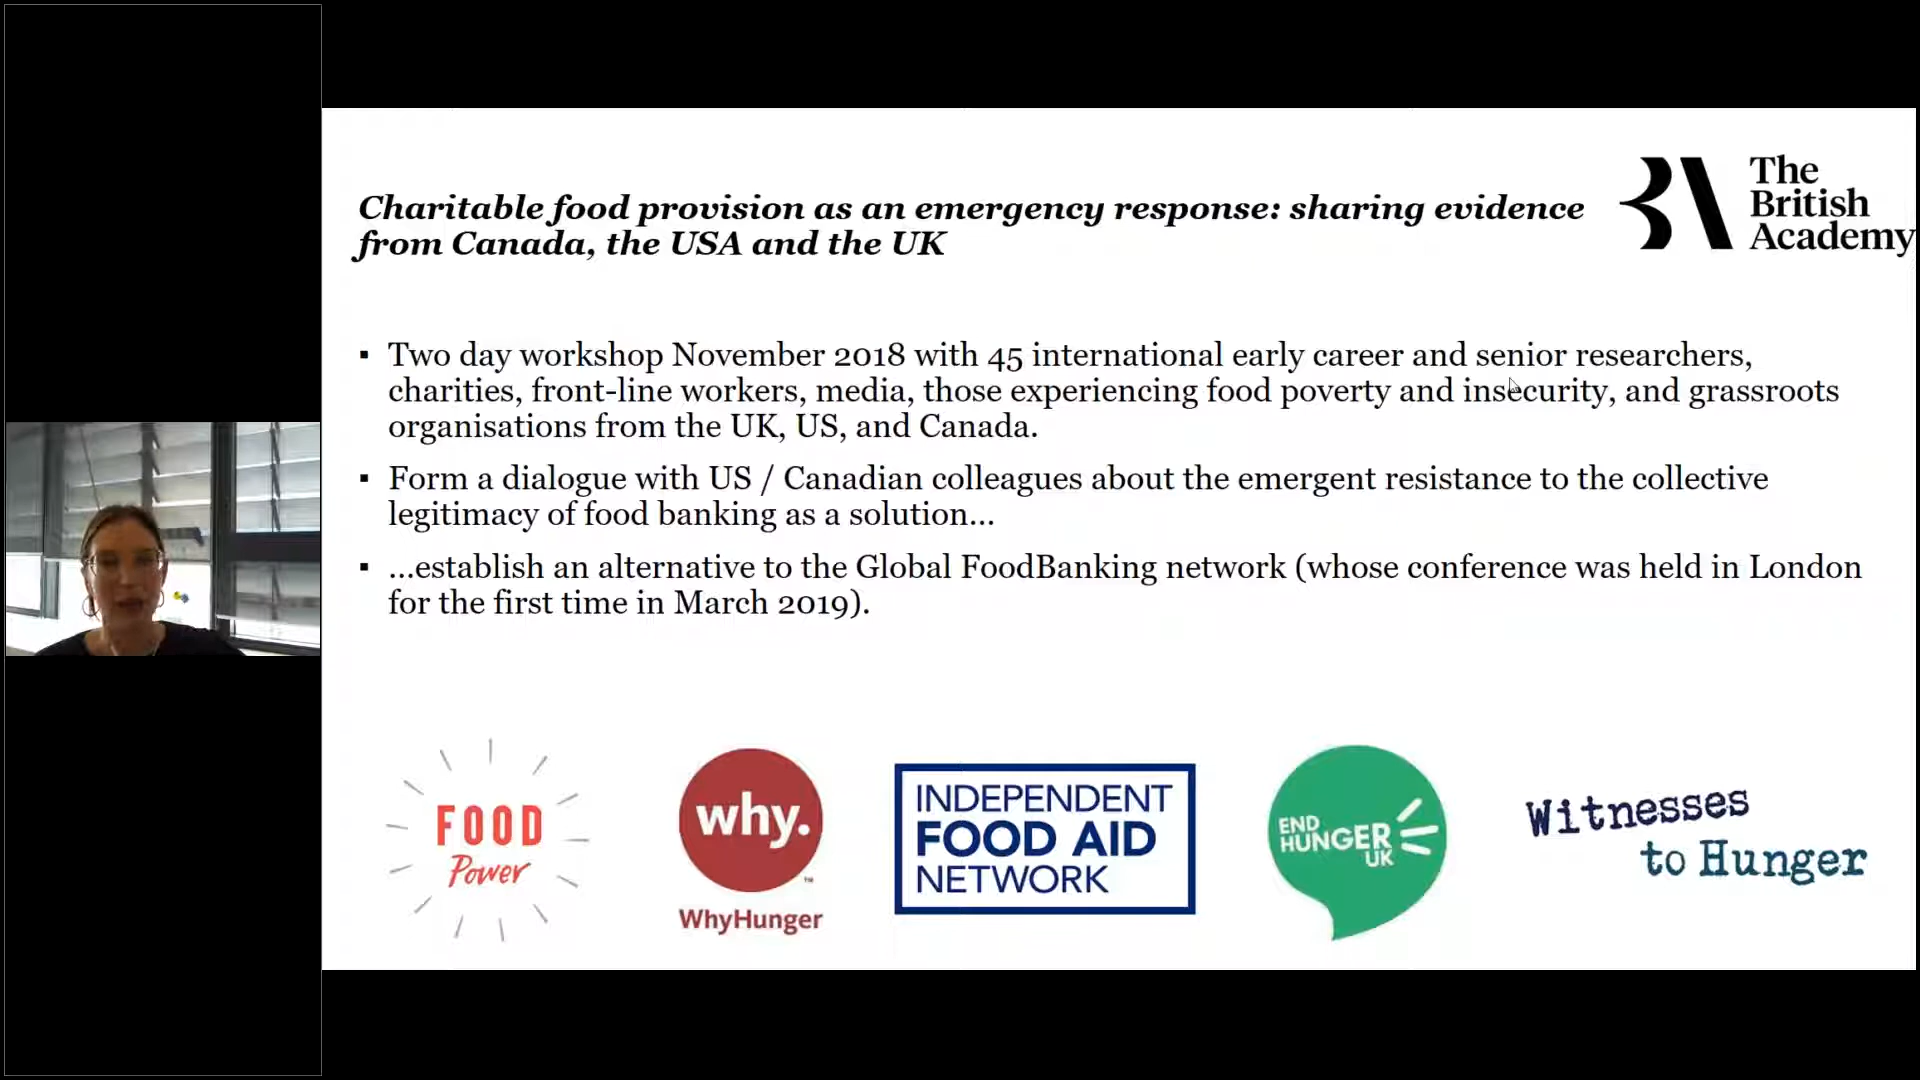 The
British
Academy
Charitable food provision as an emergency response: sharing evidence
from Canada, the USA and the UK
▪ Two day workshop November 2018 with 45 international early career and senior researchers,
charities, front-line workers, media, those experiencing food poverty and insecurity, and grassroots
organisations from the UK, US, and Canada.
▪ Form a dialogue with US / Canadian colleagues about the emergent resistance to the collective
legitimacy of food banking as a solution…
▪ …establish an alternative to the Global FoodBanking network (whose conference was held in London
for the first time in March 2019).
FOOD
Power
why.
™
WhyHunger
INDEPENDENT
FOOD AID
NETWORK
END
HUNGER
UK
Witnesses
to Hunger